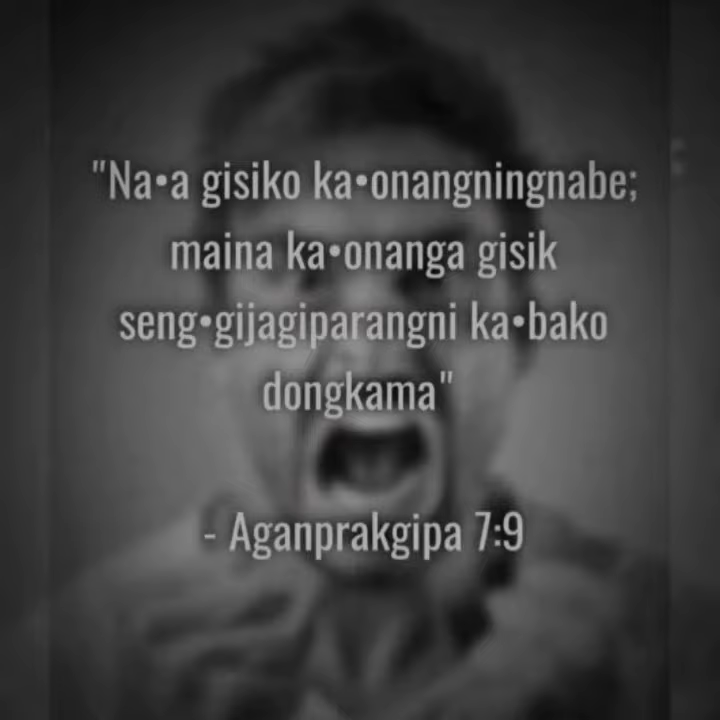 "Na•a gisiko ka•onangningnabe;
maina ka•onanga gisik
seng•gijagiparangni ka•bako
dongkama"
- Aganprakgipa 7:9